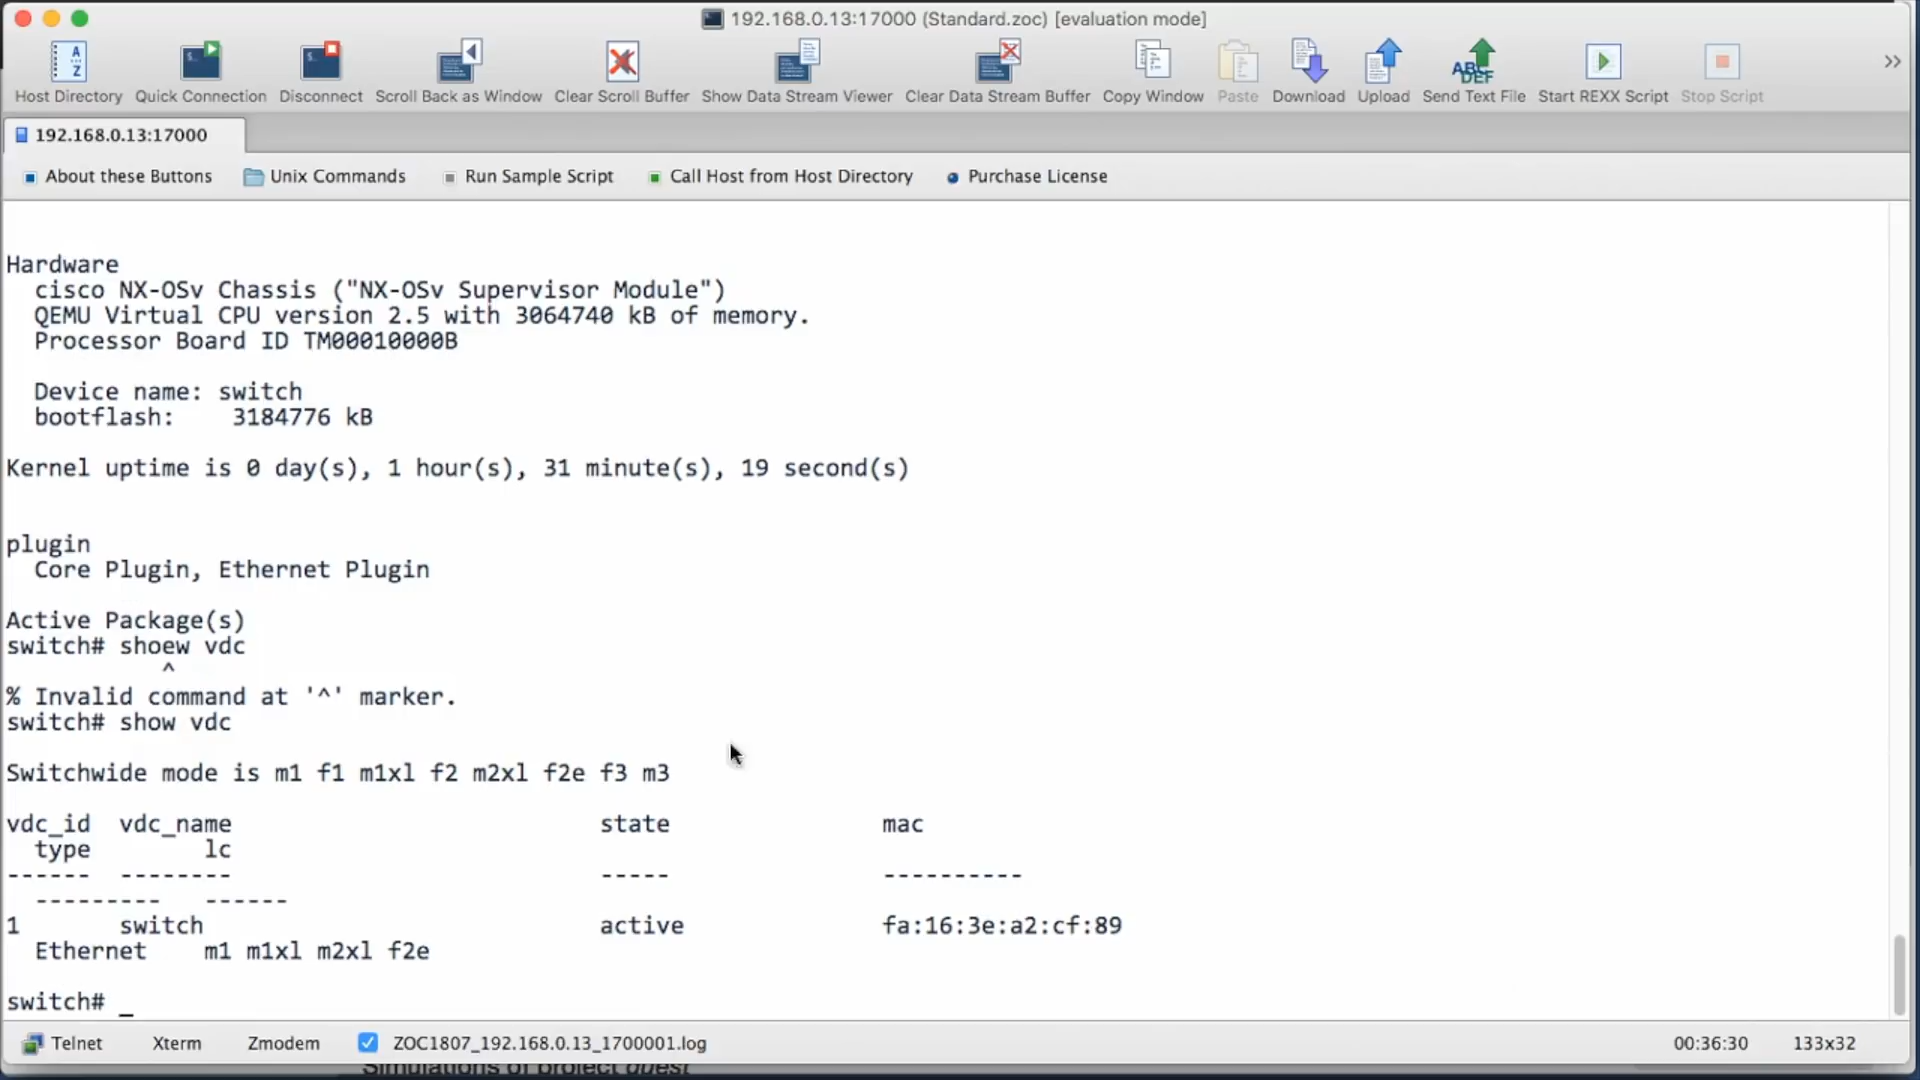 192.168.0.13:17000 (Standard.zoc) [evaluation mode]
Host Directory Quick Connection Disconnect Scroll Back as Window Clear Scroll Buffer Show Data Stream Viewer Clear Data Stream Buffer Copy Window Paste Download Upload Send Text File Start REXX Script Stop Script
192.168.0.13:17000
About these Buttons Unix Commands Run Sample Script Call Host from Host Directory Purchase License
Hardware
cisco NX-OSv Chassis ("NX-OSv Supervisor Module")
QEMU Virtual CPU version 2.5 with 3064740 kB of memory.
Processor Board ID TM00010000B
Device name: switch
bootflash: 3184776 kB
Kernel uptime is 0 day(s), 1 hour(s), 31 minute(s), 19 second(s)
plugin
Core Plugin, Ethernet Plugin
Active Package(s)
switch# shoew vdc
^
% Invalid command at '^' marker.
switch# show vdc
Switchwide mode is m1 f1 m1xl f2 m2xl f2e f3 m3
vdc_id vdc_name state mac
type lc
------ -------- ----- ----------
--------- ------
1 switch active fa:16:3e:a2:cf:89
Ethernet m1 m1xl m2xl f2e
switch# _
Telnet Xterm Zmodem ZOC1807_192.168.0.13_1700001.log 00:36:30 133x32
Simulations of project guest